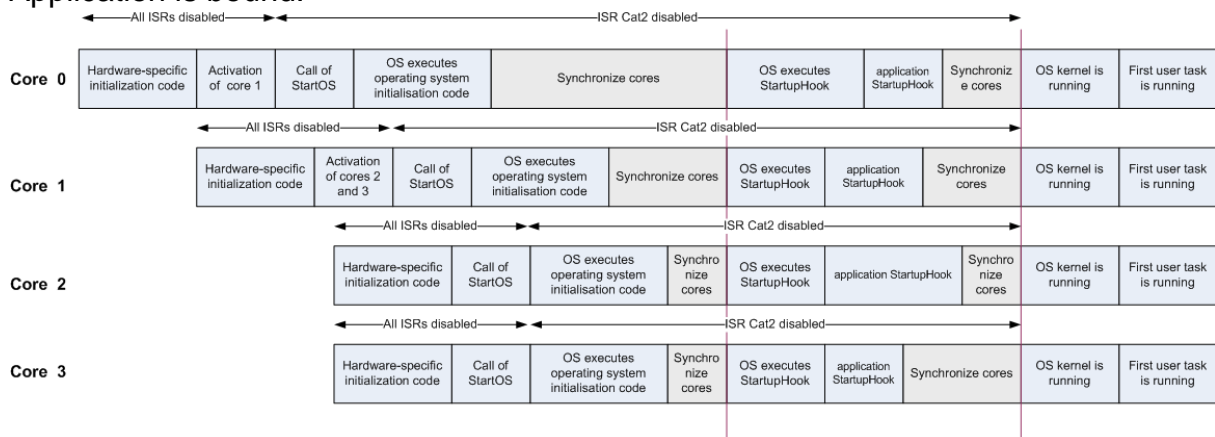 Application is bound.
All ISRs disabled
ISR Cat2 disabled
Core 0
Hardware-specific
initialization code
Activation
of core 1
Call of
StartOS
OS executes
operating system
initialisation code
Synchronize cores
OS executes
StartupHook
application
StartupHook
Synchroniz
e cores
OS kernel is
running
First user task
is running
All ISRs disabled
ISR Cat2 disabled
Core 1
Hardware-specific
initialization code
Activation
of cores 2
and 3
Call of
StartOS
OS executes
operating system
initialisation code
Synchronize cores
OS executes
StartupHook
application
StartupHook
Synchronize
cores
OS kernel is
running
First user task
is running
All ISRs disabled
ISR Cat2 disabled
Core 2
Hardware-specific
initialization code
Call of
StartOS
OS executes
operating system
initialisation code
Synchro
nize
cores
OS executes
StartupHook
application StartupHook
Synchro
nize
cores
OS kernel is
running
First user task
is running
All ISRs disabled
ISR Cat2 disabled
Core 3
Hardware-specific
initialization code
Call of
StartOS
OS executes
operating system
initialisation code
Synchro
nize
cores
OS executes
StartupHook
application
StartupHook
Synchronize cores
OS kernel is
running
First user task
is running